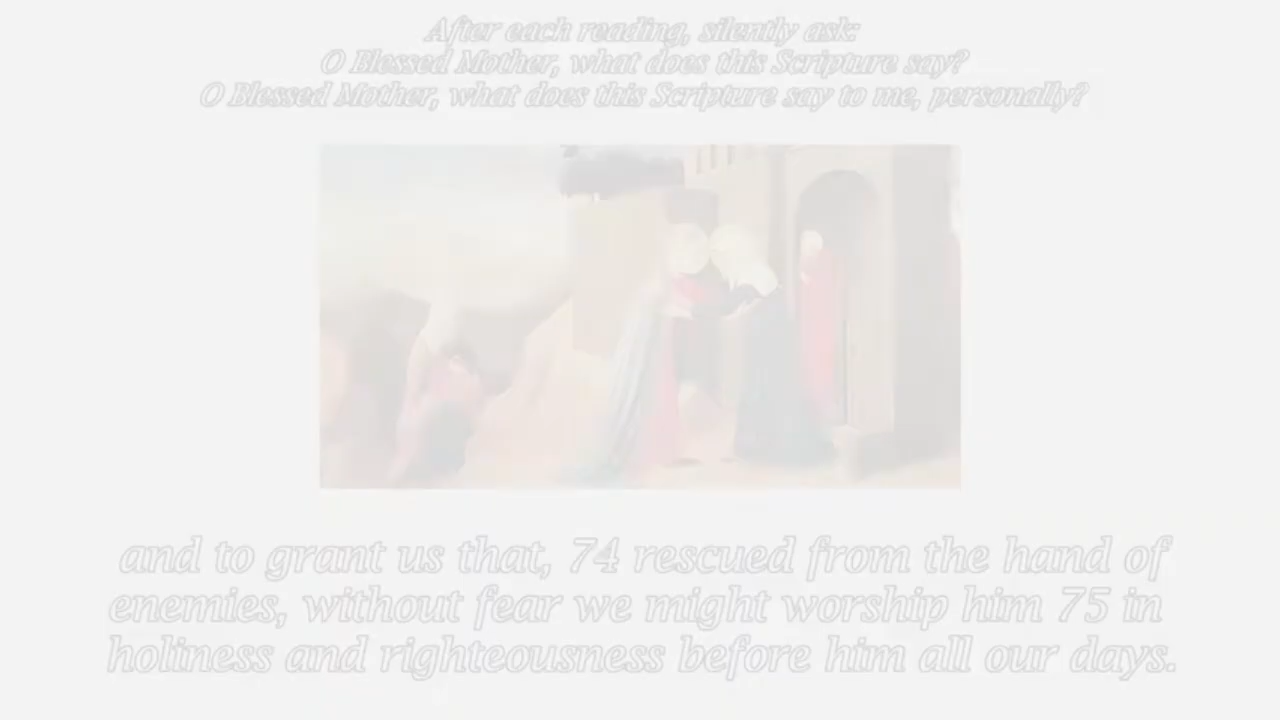 After each reading, silently ask:
O Blessed Mother, what does this Scripture say?
O Blessed Mother, what does this Scripture say to me, personally?
and to grant us that, 74 rescued from the hand of
enemies, without fear we might worship him 75 in
holiness and righteousness before him all our days.